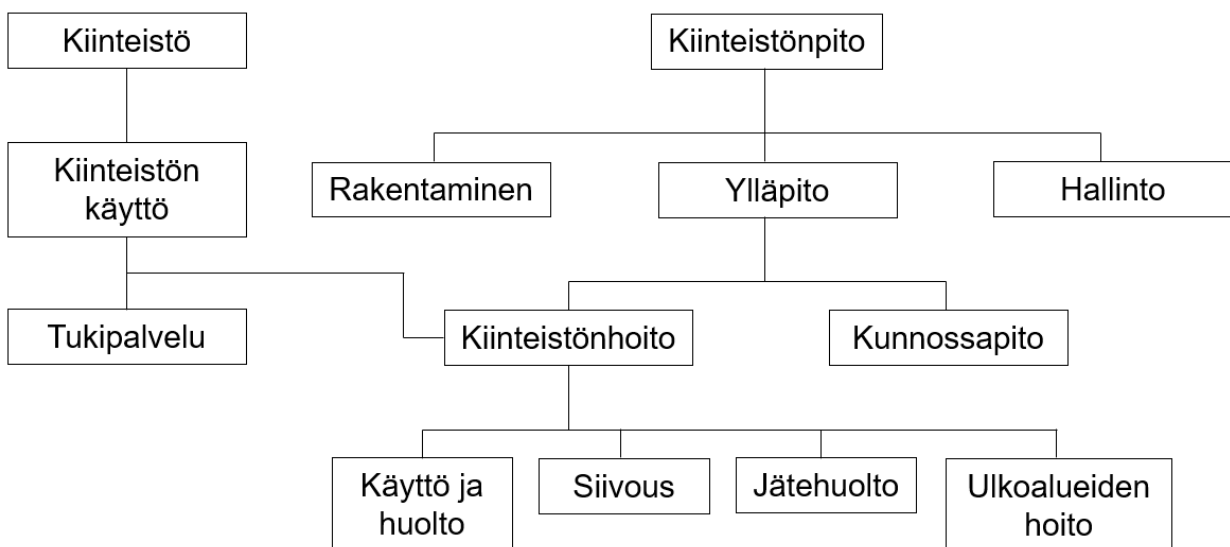 Kiinteistö
Kiinteistönpito
Kiinteistön
käyttö
Rakentaminen
Ylläpito
Hallinto
Tukipalvelu
Kiinteistönhoito
Kunnossapito
Käyttö ja
huolto
Siivous
Jätehuolto
Ulkoalueiden
hoito